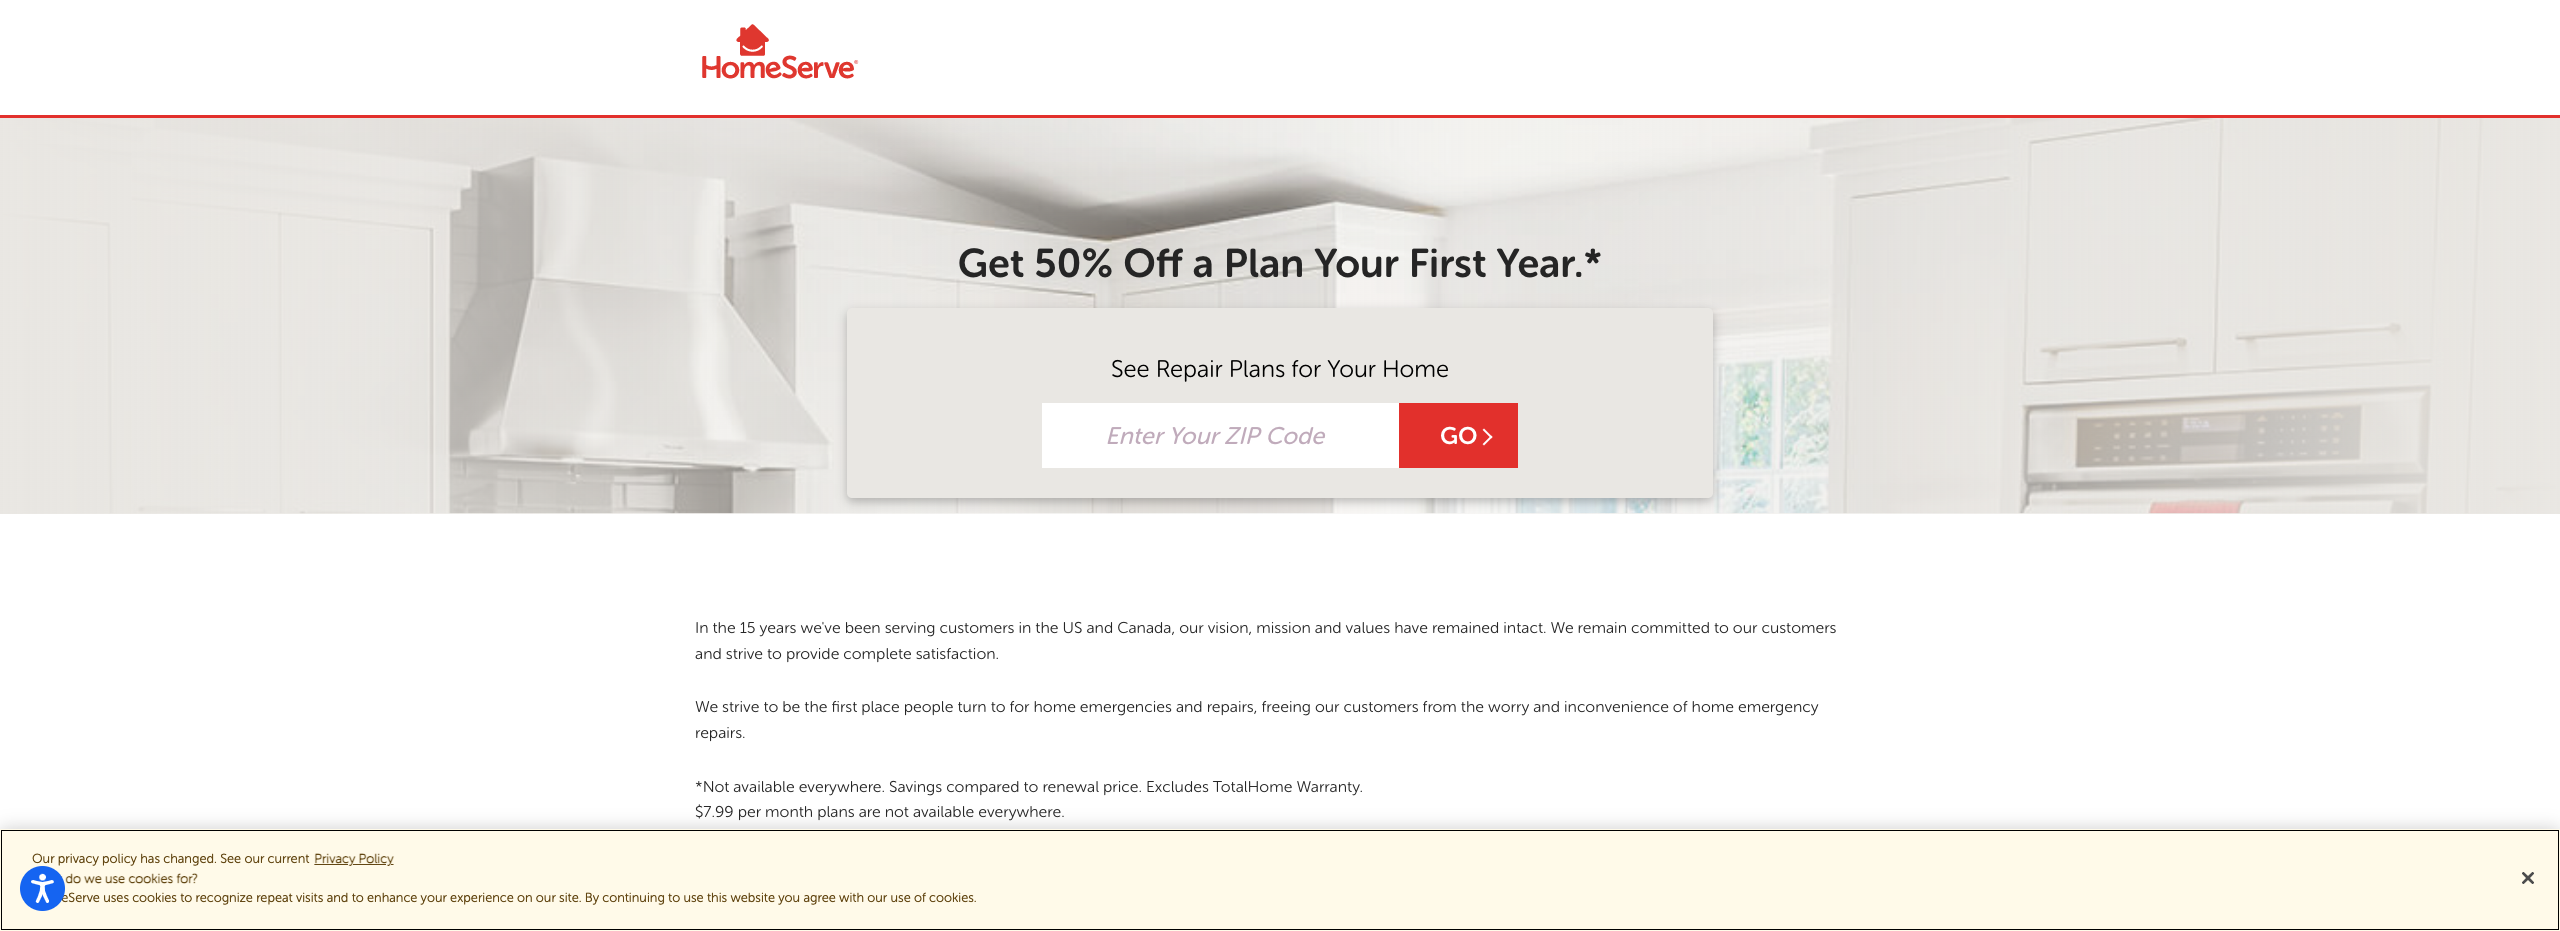 HomeServe®
Get 50% Off a Plan Your First Year.*
See Repair Plans for Your Home
Enter Your ZIP Code
GO
In the 15 years we've been serving customers in the US and Canada, our vision, mission and values have remained intact. We remain committed to our customers
and strive to provide complete satisfaction.
We strive to be the first place people turn to for home emergencies and repairs, freeing our customers from the worry and inconvenience of home emergency
repairs.
*Not available everywhere. Savings compared to renewal price. Excludes TotalHome Warranty.
$7.99 per month plans are not available everywhere.
Our privacy policy has changed. See our current Privacy Policy
do we use cookies for?
eServe uses cookies to recognize repeat visits and to enhance your experience on our site. By continuing to use this website you agree with our use of cookies.